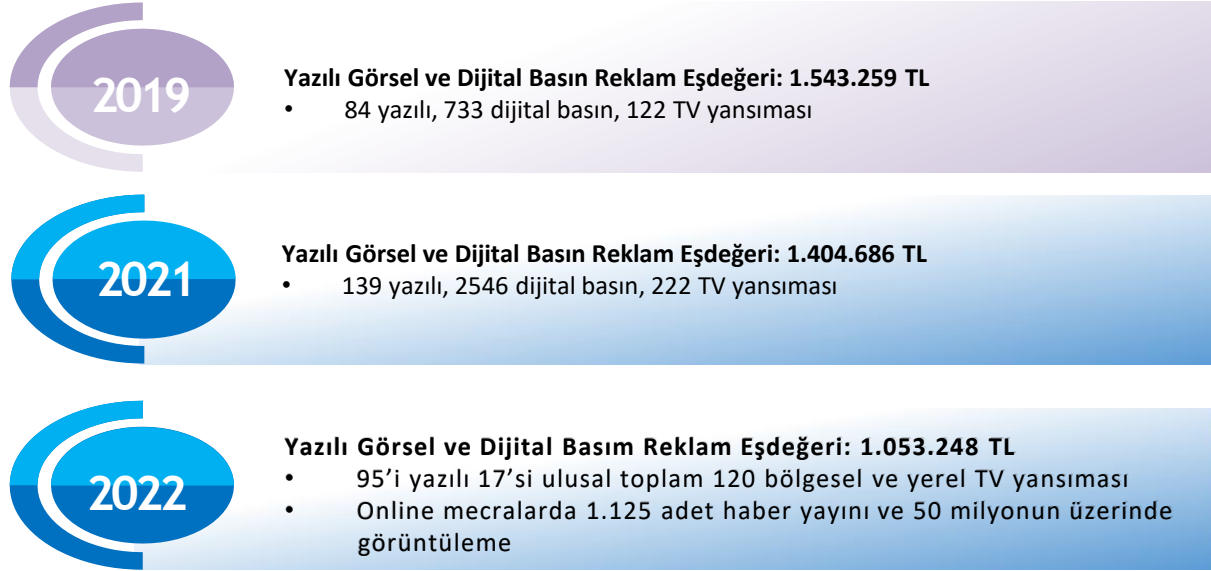 2019
Yazılı Görsel ve Dijital Basın Reklam Eşdeğeri: 1.543.259 TL
• 84 yazılı, 733 dijital basın, 122 TV yansıması
2021
Yazılı Görsel ve Dijital Basın Reklam Eşdeğeri: 1.404.686 TL
• 139 yazılı, 2546 dijital basın, 222 TV yansıması
2022
Yazılı Görsel ve Dijital Basım Reklam Eşdeğeri: 1.053.248 TL
• 95’i yazılı 17’si ulusal toplam 120 bölgesel ve yerel TV yansıması
• Online mecralarda 1.125 adet haber yayını ve 50 milyonun üzerinde
görüntüleme